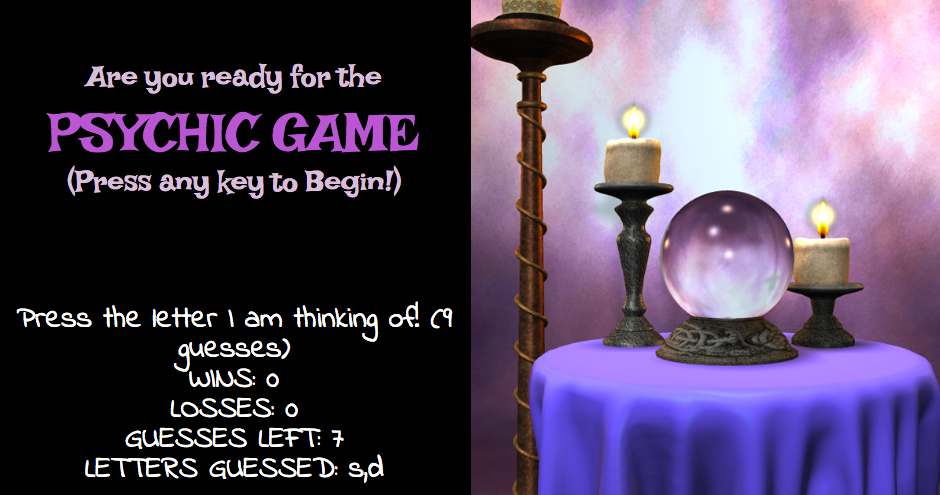 Are you ready for the
PSYCHIC GAME
(Press any key to Begin!)
Press the letter I am thinking of! (9
guesses)
WINS: 0
LOSSES: 0
GUESSES LEFT: 7
LETTERS GUESSED: s,d